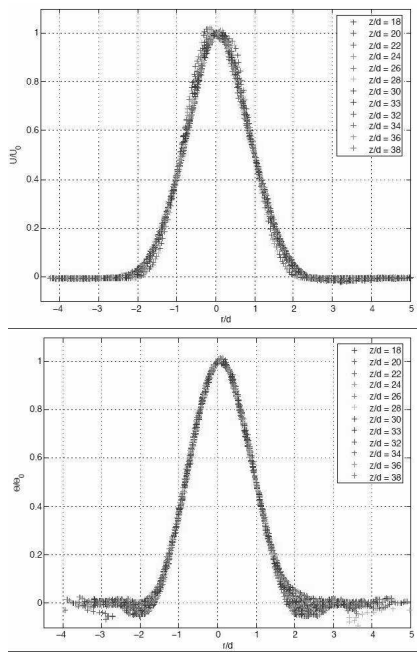 1
0.8
0.6
0.4
0.2
0
U/U0
−4 −3 −2 −1 0 1 2 3 4 5
r/d
z/d = 18
z/d = 20
z/d = 22
z/d = 24
z/d = 26
z/d = 28
z/d = 30
z/d = 33
z/d = 32
z/d = 34
z/d = 36
z/d = 38
1
0.8
0.6
0.4
0.2
0
Θ/Θ0
−4 −3 −2 −1 0 1 2 3 4 5
r/d
z/d = 18
z/d = 20
z/d = 22
z/d = 24
z/d = 26
z/d = 28
z/d = 30
z/d = 33
z/d = 32
z/d = 34
z/d = 36
z/d = 38